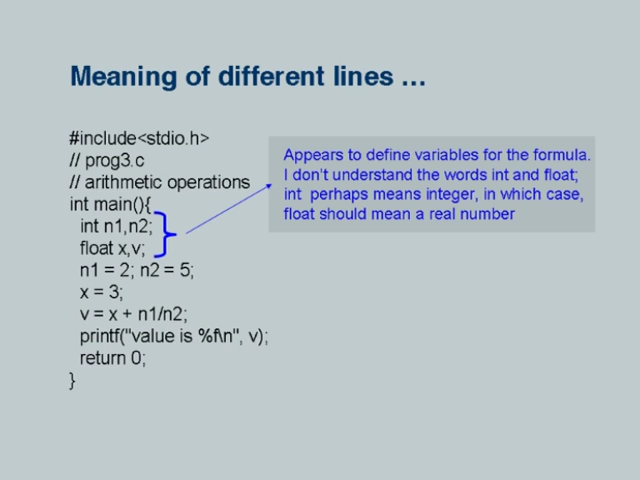 Meaning of different lines …
#include<stdio.h>
// prog3.c
// arithmetic operations
int main(){
int n1,n2;
float x,v;
n1 = 2; n2 = 5;
x = 3;
v = x + n1/n2;
printf("value is %f\n", v);
return 0;
}
Appears to define variables for the formula.
I don't understand the words int and float;
int perhaps means integer, in which case,
float should mean a real number